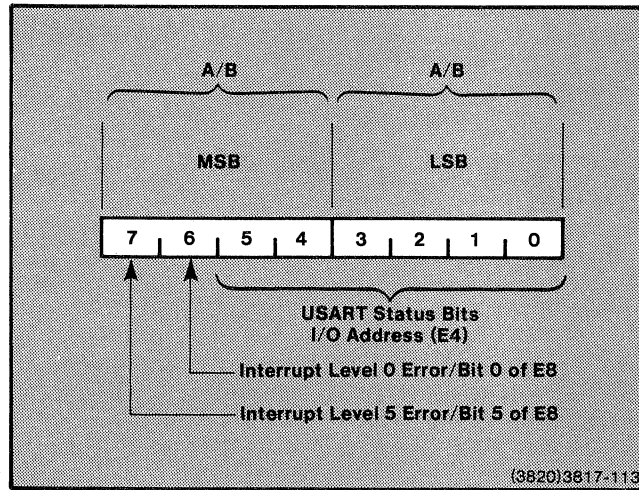 A/B A/B
MSB LSB
7 6 5 4 3 2 1 0
USART Status Bits
I/O Address (E4)
Interrupt Level 0 Error/Bit 0 of E8
Interrupt Level 5 Error/Bit 5 of E8
(3820)3817-113